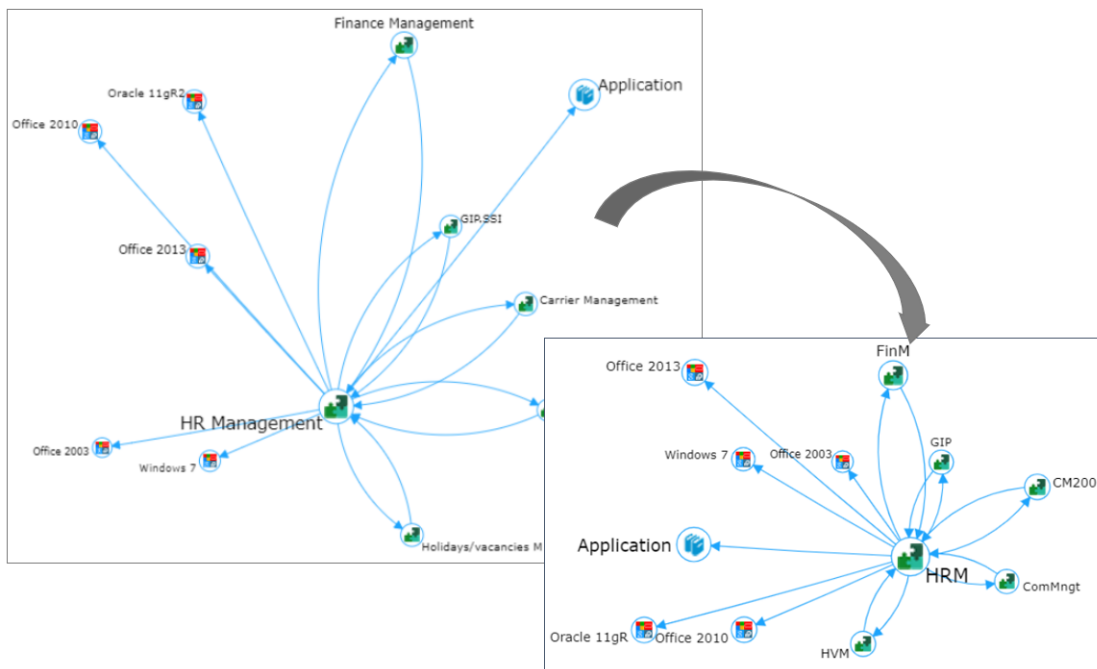 Finance Management
Application
Oracle 11gR2
Office 2010
GIP.SSI
Office 2013
Carrier Management
HR Management
Office 2003
Windows 7
Holidays/vacancies M
FinM
Office 2013
GIP
Windows 7
Office 2003
CM200
Application
HRM
ComMngt
Oracle 11gR
Office 2010
HVM